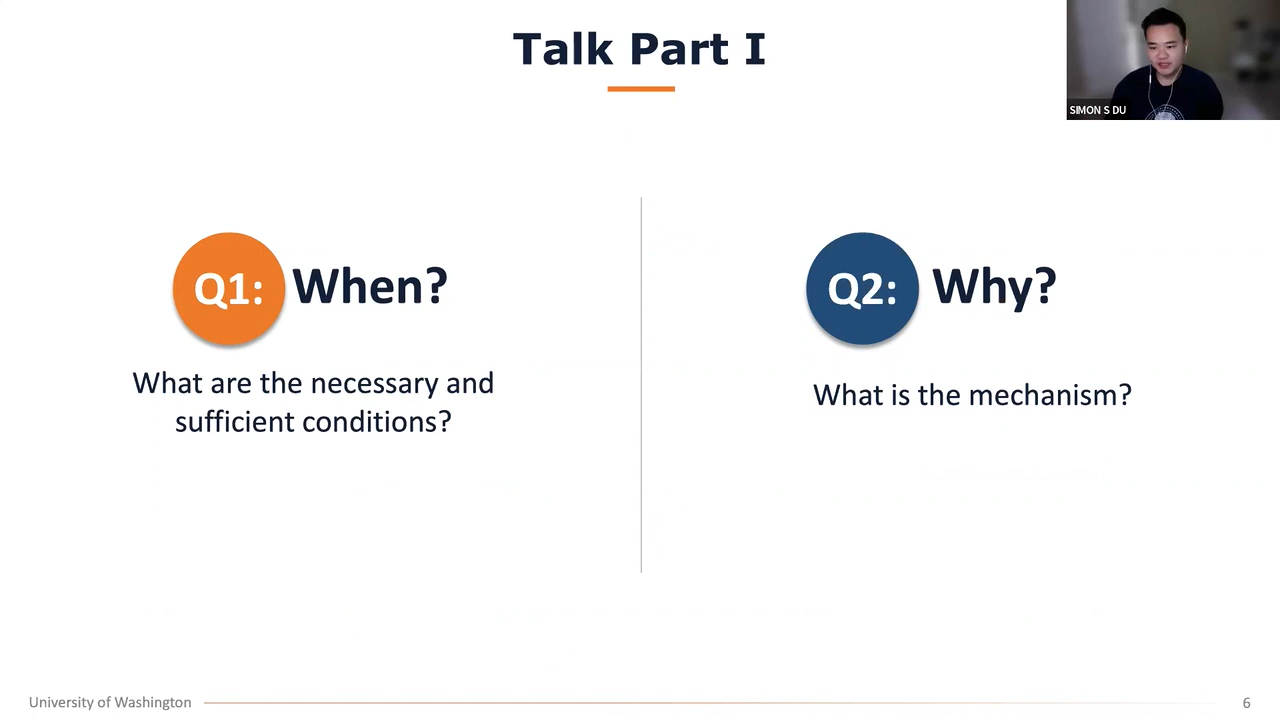 Talk Part I
SIMON S DU
Q1: When?
What are the necessary and
sufficient conditions?
Q2: Why?
What is the mechanism?
University of Washington
6